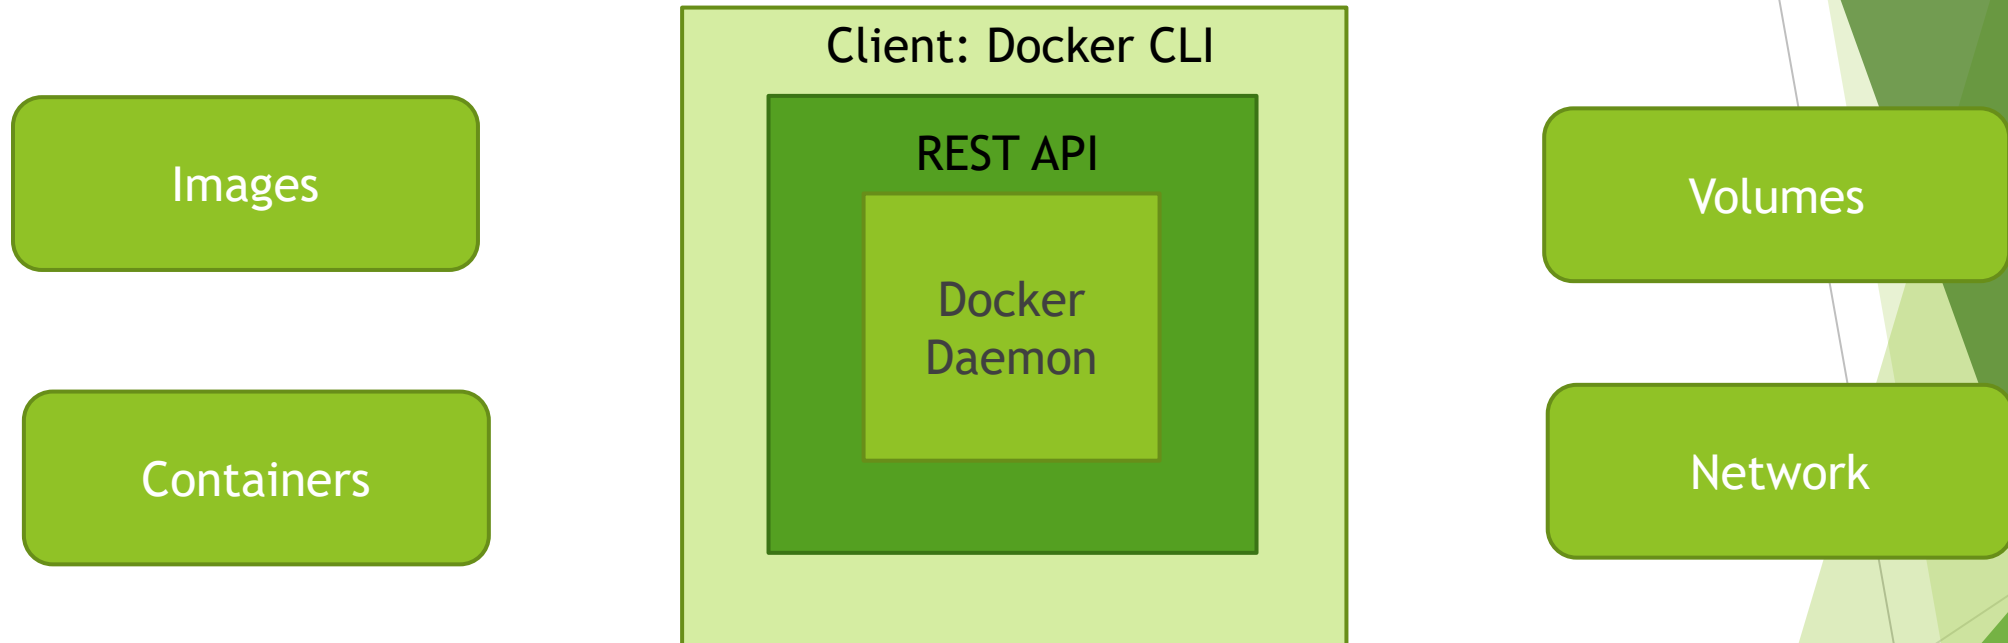 Client: Docker CLI
REST API
Images
Volumes
Docker
Daemon
Containers
Network